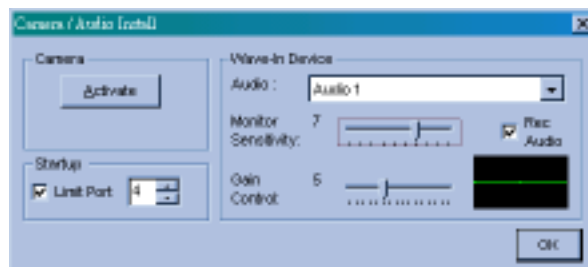 Camera / Audio Install
Camera
Activate
Startup
Limit Port 4
Wave-In Device
Audio : Audio 1
Monitor Sensitivity: 7
Rec Audio
Gain Control: 5
OK